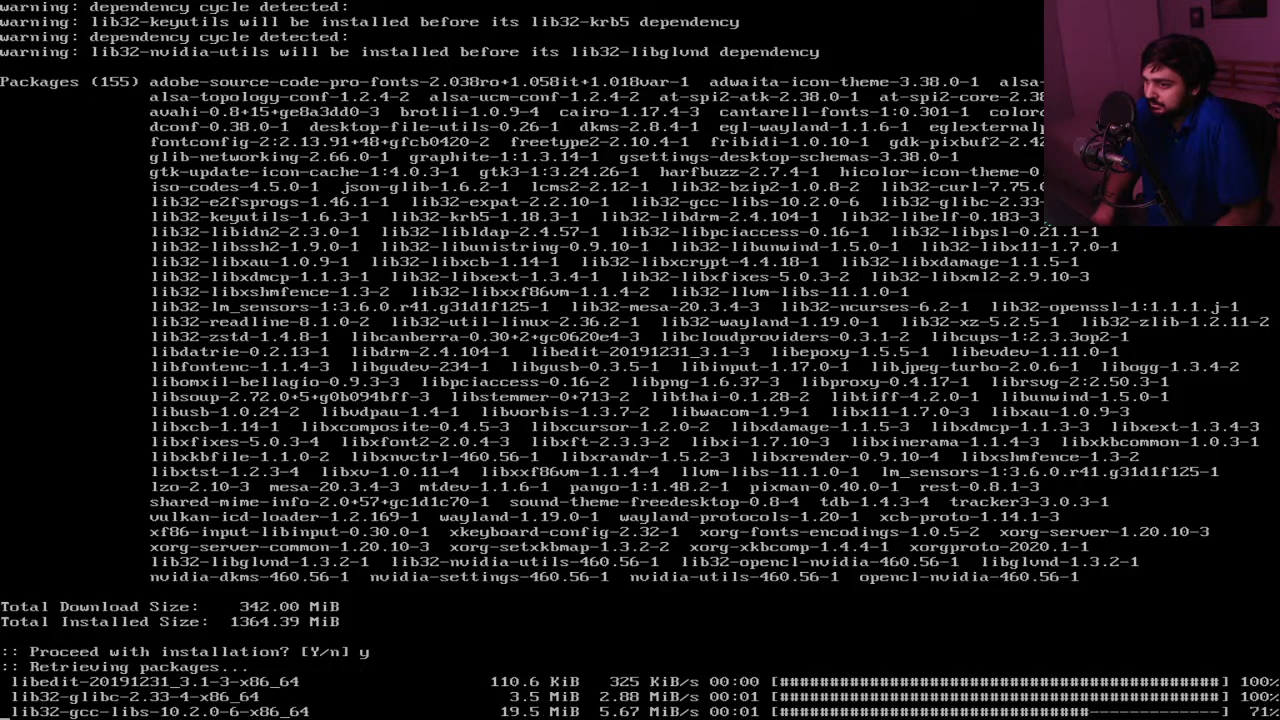 warning: dependency cycle detected:
warning: lib32-keyutils will be installed before its lib32-krb5 dependency
warning: dependency cycle detected:
warning: lib32-nvidia-utils will be installed before its lib32-libglvnd dependency
Packages (155) adobe-source-code-pro-fonts-2.038ro+1.058it+1.018var-1 adwaita-icon-theme-3.38.0-1 alsa-
alsa-topology-conf-1.2.4-2 alsa-ucm-conf-1.2.4-2 at-spi2-atk-2.38.0-1 at-spi2-core-2.38
avahi-0.8+15+ge8a3dd0-3 brotli-1.0.9-4 cairo-1.17.4-3 cantarell-fonts-1:0.301-1 colord
dconf-0.38.0-1 desktop-file-utils-0.26-1 dkms-2.8.4-1 egl-wayland-1.1.6-1 eglexternalp
fontconfig-2:2.13.91+48+gfcb0420-2 freetype2-2.10.4-1 fribidi-1.0.10-1 gdk-pixbuf2-2.42
glib-networking-2.66.0-1 graphite-1:1.3.14-1 gsettings-desktop-schemas-3.38.0-1
gtk-update-icon-cache-1:4.0.3-1 gtk3-1:3.24.26-1 harfbuzz-2.7.4-1 hicolor-icon-theme-0
iso-codes-4.5.0-1 json-glib-1.6.2-1 lcms2-2.12-1 lib32-bzip2-1.0.8-2 lib32-curl-7.75.0
lib32-e2fsprogs-1.46.1-1 lib32-expat-2.2.10-1 lib32-gcc-libs-10.2.0-6 lib32-glibc-2.33-
lib32-keyutils-1.6.3-1 lib32-krb5-1.18.3-1 lib32-libdrm-2.4.104-1 lib32-libelf-0.183-3
lib32-libidn2-2.3.0-1 lib32-libldap-2.4.57-1 lib32-libpciaccess-0.16-1 lib32-libpsl-0.21.1-1
lib32-libssh2-1.9.0-1 lib32-libunistring-0.9.10-1 lib32-libunwind-1.5.0-1 lib32-libx11-1.7.0-1
lib32-libxau-1.0.9-1 lib32-libxcb-1.14-1 lib32-libxcrypt-4.4.18-1 lib32-libxdamage-1.1.5-1
lib32-libxdmcp-1.1.3-1 lib32-libxext-1.3.4-1 lib32-libxfixes-5.0.3-2 lib32-libxml2-2.9.10-3
lib32-libxshmfence-1.3-2 lib32-libxxf86vm-1.1.4-2 lib32-llvm-libs-11.1.0-1
lib32-lm_sensors-1:3.6.0.r41.g31d1f125-1 lib32-mesa-20.3.4-3 lib32-ncurses-6.2-1 lib32-openssl-1:1.1.1.j-1
lib32-readline-8.1.0-2 lib32-util-linux-2.36.2-1 lib32-wayland-1.19.0-1 lib32-xz-5.2.5-1 lib32-zlib-1.2.11-2
lib32-zstd-1.4.8-1 libcanberra-0.30+2+gc0620e4-3 libcloudproviders-0.3.1-2 libcups-1:2.3.3op2-1
libdatrie-0.2.13-1 libdrm-2.4.104-1 libedit-20191231_3.1-3 libepoxy-1.5.5-1 libevdev-1.11.0-1
libfontenc-1.1.4-3 libgudev-234-1 libgusb-0.3.5-1 libinput-1.17.0-1 libjpeg-turbo-2.0.6-1 libogg-1.3.4-2
libomxil-bellagio-0.9.3-3 libpciaccess-0.16-2 libpng-1.6.37-3 libproxy-0.4.17-1 librsvg-2:2.50.3-1
libsoup-2.72.0+5+g0b094bff-3 libstemmer-0+713-2 libthai-0.1.28-2 libtiff-4.2.0-1 libunwind-1.5.0-1
libusb-1.0.24-2 libvdpau-1.4-1 libvorbis-1.3.7-2 libwacom-1.9-1 libx11-1.7.0-3 libxau-1.0.9-3
libxcb-1.14-1 libxcomposite-0.4.5-3 libxcursor-1.2.0-2 libxdamage-1.1.5-3 libxdmcp-1.1.3-3 libxext-1.3.4-3
libxfixes-5.0.3-4 libxfont2-2.0.4-3 libxft-2.3.3-2 libxi-1.7.10-3 libxinerama-1.1.4-3 libxkbcommon-1.0.3-1
libxkbfile-1.1.0-2 libxnvctrl-460.56-1 libxrandr-1.5.2-3 libxrender-0.9.10-4 libxshmfence-1.3-2
libxtst-1.2.3-4 libxv-1.0.11-4 libxxf86vm-1.1.4-4 llvm-libs-11.1.0-1 lm_sensors-1:3.6.0.r41.g31d1f125-1
lzo-2.10-3 mesa-20.3.4-3 mtdev-1.1.6-1 pango-1:1.48.2-1 pixman-0.40.0-1 rest-0.8.1-3
shared-mime-info-2.0+57+gc1d1c70-1 sound-theme-freedesktop-0.8-4 tdb-1.4.3-4 tracker3-3.0.3-1
vulkan-icd-loader-1.2.169-1 wayland-1.19.0-1 wayland-protocols-1.20-1 xcb-proto-1.14.1-3
xf86-input-libinput-0.30.0-1 xkeyboard-config-2.32-1 xorg-fonts-encodings-1.0.5-2 xorg-server-1.20.10-3
xorg-server-common-1.20.10-3 xorg-setxkbmap-1.3.2-2 xorg-xkbcomp-1.4.4-1 xorgproto-2020.1-1
lib32-libglvnd-1.3.2-1 lib32-nvidia-utils-460.56-1 lib32-opencl-nvidia-460.56-1 libglvnd-1.3.2-1
nvidia-dkms-460.56-1 nvidia-settings-460.56-1 nvidia-utils-460.56-1 opencl-nvidia-460.56-1
Total Download Size: 342.00 MiB
Total Installed Size: 1364.39 MiB
:: Proceed with installation? [Y/n] y
:: Retrieving packages...
libedit-20191231_3.1-3-x86_64 110.6 KiB 325 KiB/s 00:00 [############################################] 100%
lib32-glibc-2.33-4-x86_64 3.5 MiB 2.88 MiB/s 00:01 [############################################] 100%
lib32-gcc-libs-10.2.0-6-x86_64 19.5 MiB 5.67 MiB/s 00:01 [###############################-------------] 71%